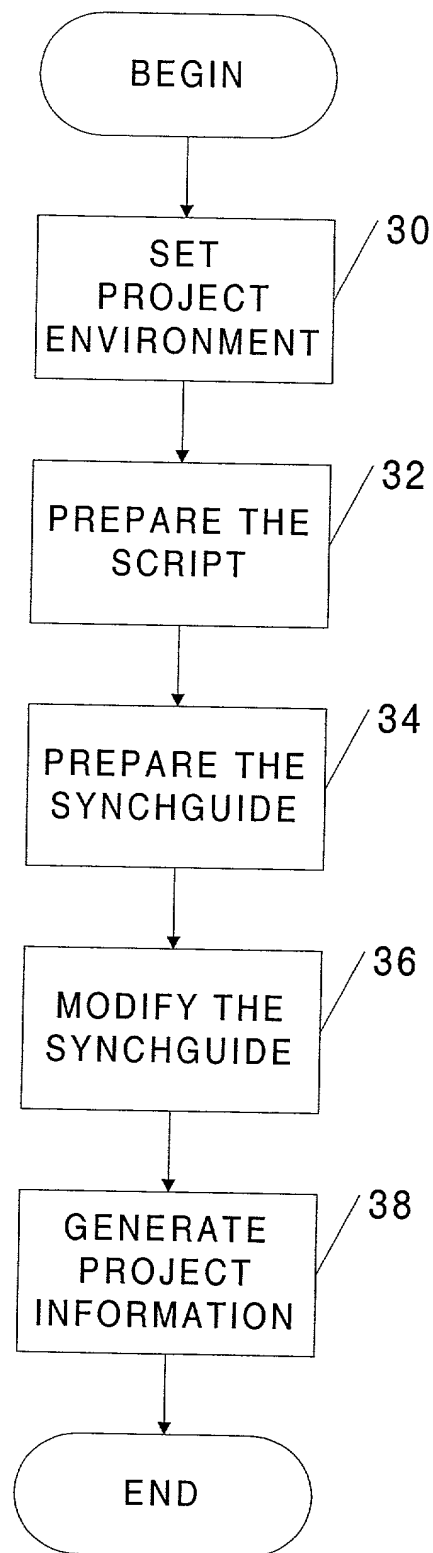 BEGIN
30
SET
PROJECT
ENVIRONMENT
32
PREPARE THE
SCRIPT
34
PREPARE THE
SYNCHGUIDE
36
MODIFY THE
SYNCHGUIDE
38
GENERATE
PROJECT
INFORMATION
END